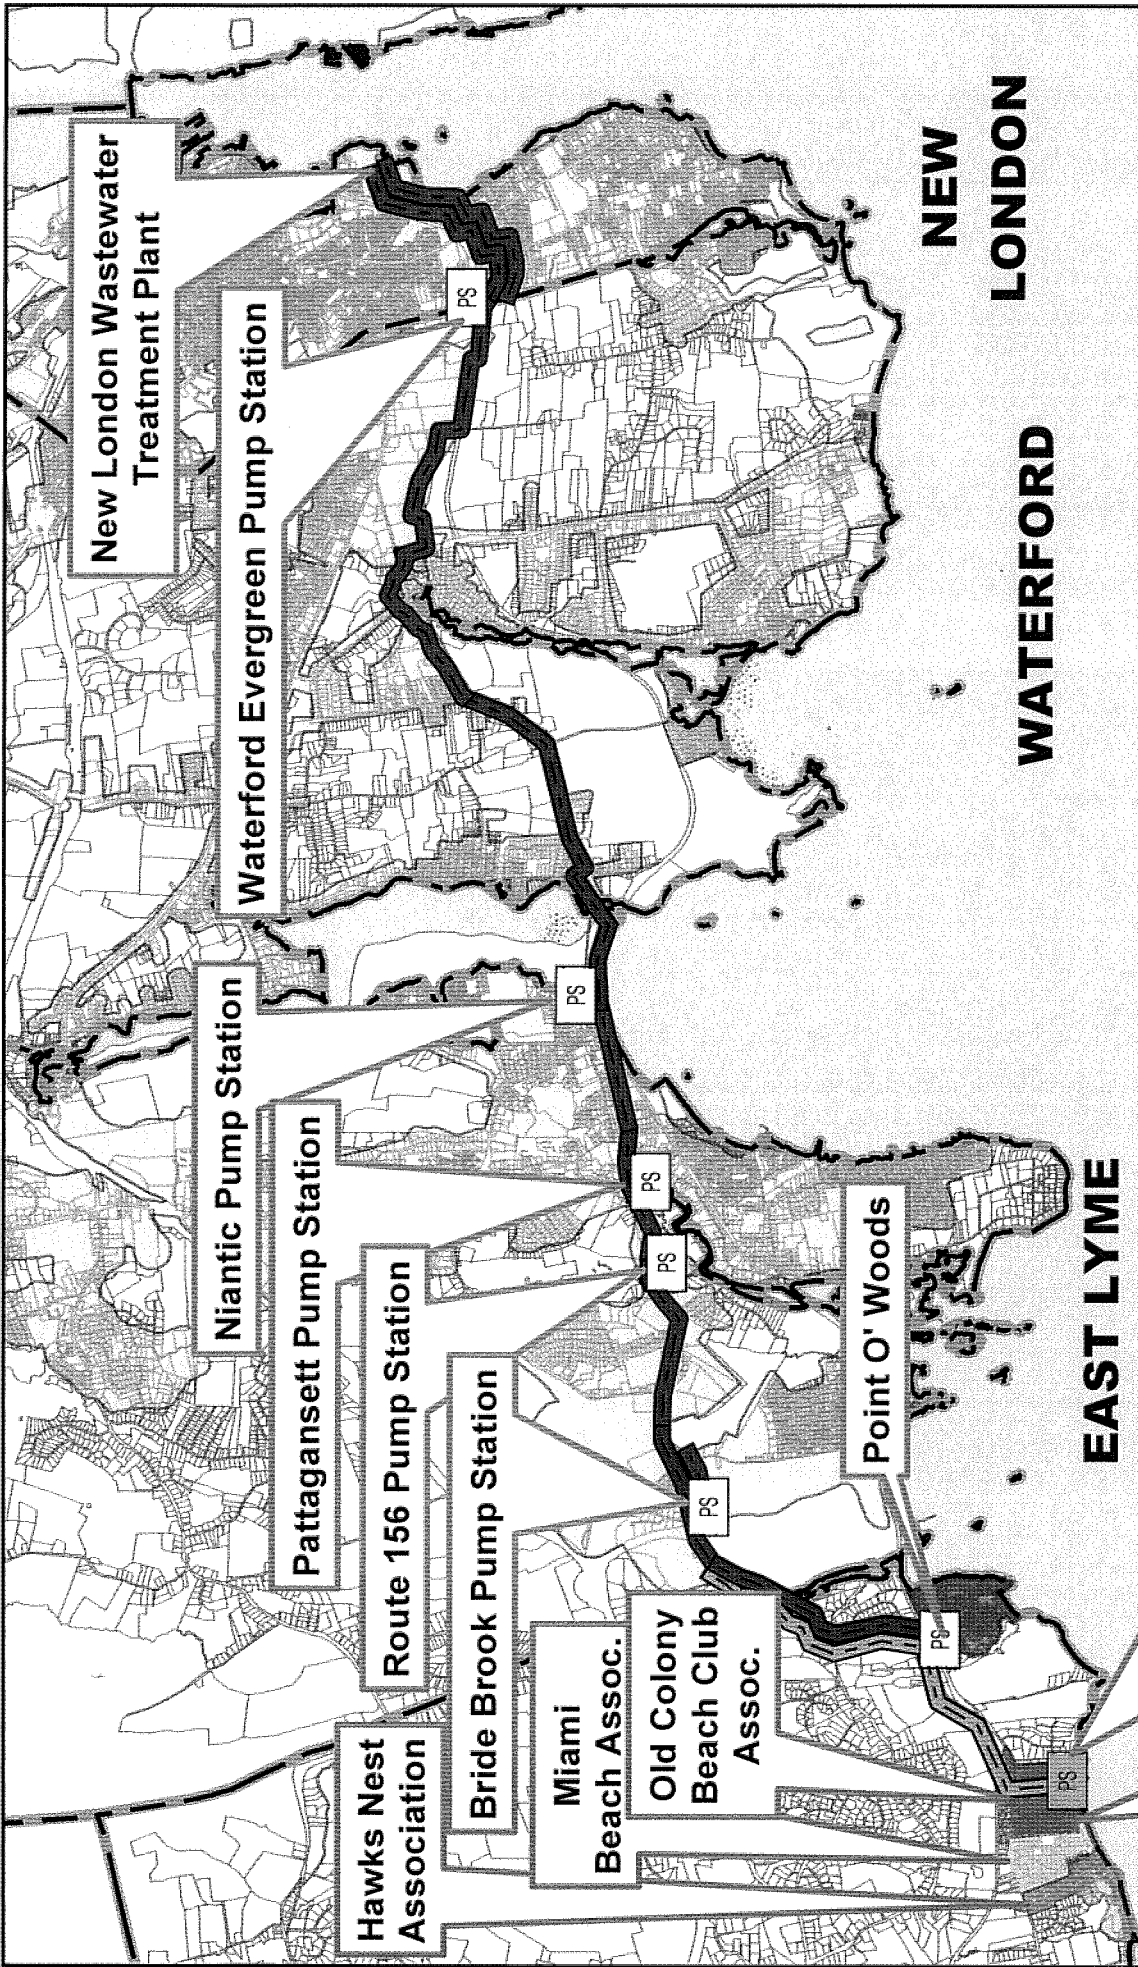 New London Wastewater
Treatment Plant
Waterford Evergreen Pump Station
Niantic Pump Station
Pattagansett Pump Station
Route 156 Pump Station
Bride Brook Pump Station
Hawks Nest
Association
Miami
Beach Assoc.
Old Colony
Beach Club
Assoc.
Point O' Woods
PS
PS
PS
PS
PS
PS
PS
EAST LYME
WATERFORD
NEW
LONDON